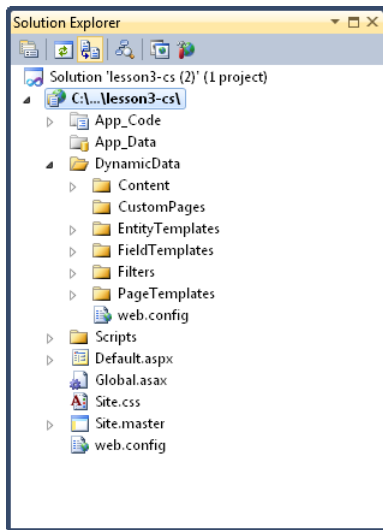 Solution Explorer
Solution 'lesson3-cs (2)' (1 project)
C:\...\lesson3-cs\
App_Code
App_Data
DynamicData
Content
CustomPages
EntityTemplates
FieldTemplates
Filters
PageTemplates
web.config
Scripts
Default.aspx
Global.asax
Site.css
Site.master
web.config